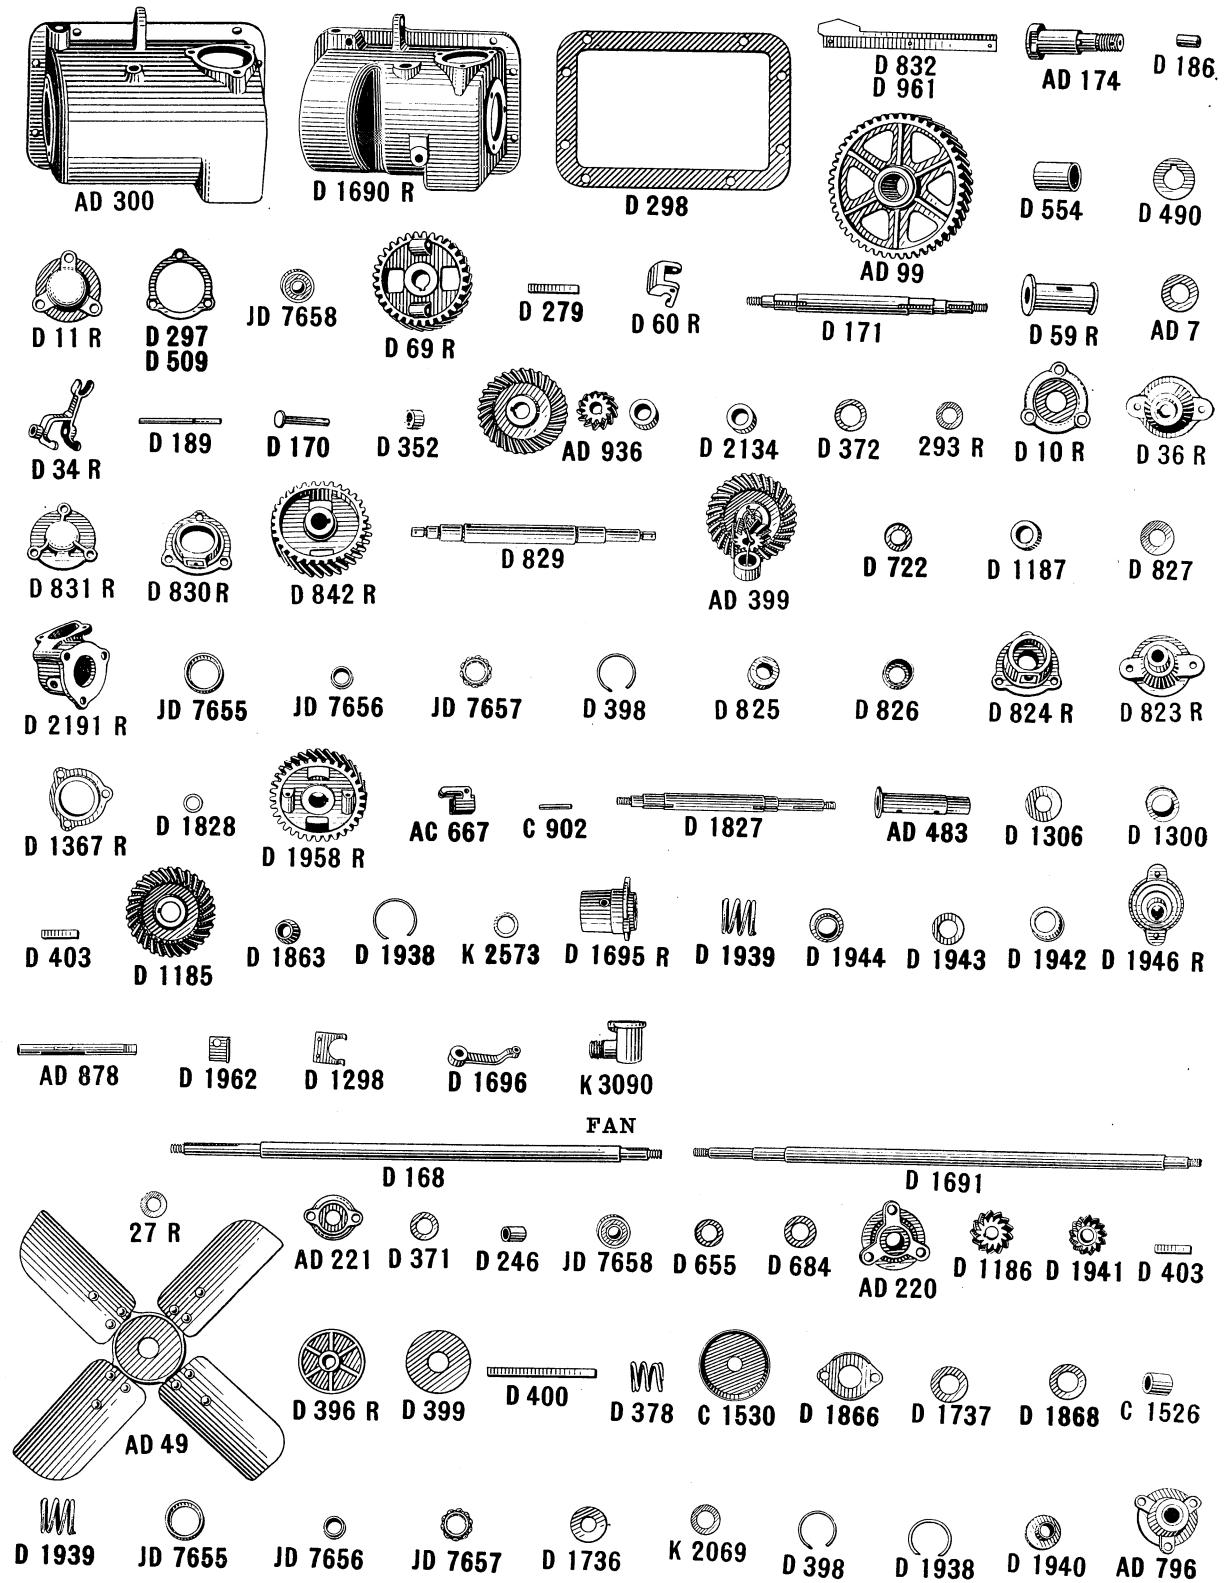 AD 300
D 1690 R
D 298
D 832
D 961
AD 174
D 186
AD 99
D 554
D 490
D 11 R
D 297
D 509
JD 7658
D 69 R
D 279
D 60 R
D 171
D 59 R
AD 7
D 34 R
D 189
D 170
D 352
AD 936
D 2134
D 372
293 R
D 10 R
D 36 R
D 831 R
D 830 R
D 842 R
D 829
AD 399
D 722
D 1187
D 827
D 2191 R
JD 7655
JD 7656
JD 7657
D 398
D 825
D 826
D 824 R
D 823 R
D 1367 R
D 1828
D 1958 R
AC 667
C 902
D 1827
AD 483
D 1306
D 1300
D 403
D 1185
D 1863
D 1938
K 2573
D 1695 R
D 1939
D 1944
D 1943
D 1942
D 1946 R
AD 878
D 1962
D 1298
D 1696
K 3090
FAN
D 168
D 1691
27 R
AD 221
D 371
D 246
JD 7658
D 655
D 684
AD 220
D 1186
D 1941
D 403
AD 49
D 396 R
D 399
D 400
D 378
C 1530
D 1866
D 1737
D 1868
C 1526
D 1939
JD 7655
JD 7656
JD 7657
D 1736
K 2069
D 398
D 1938
D 1940
AD 796